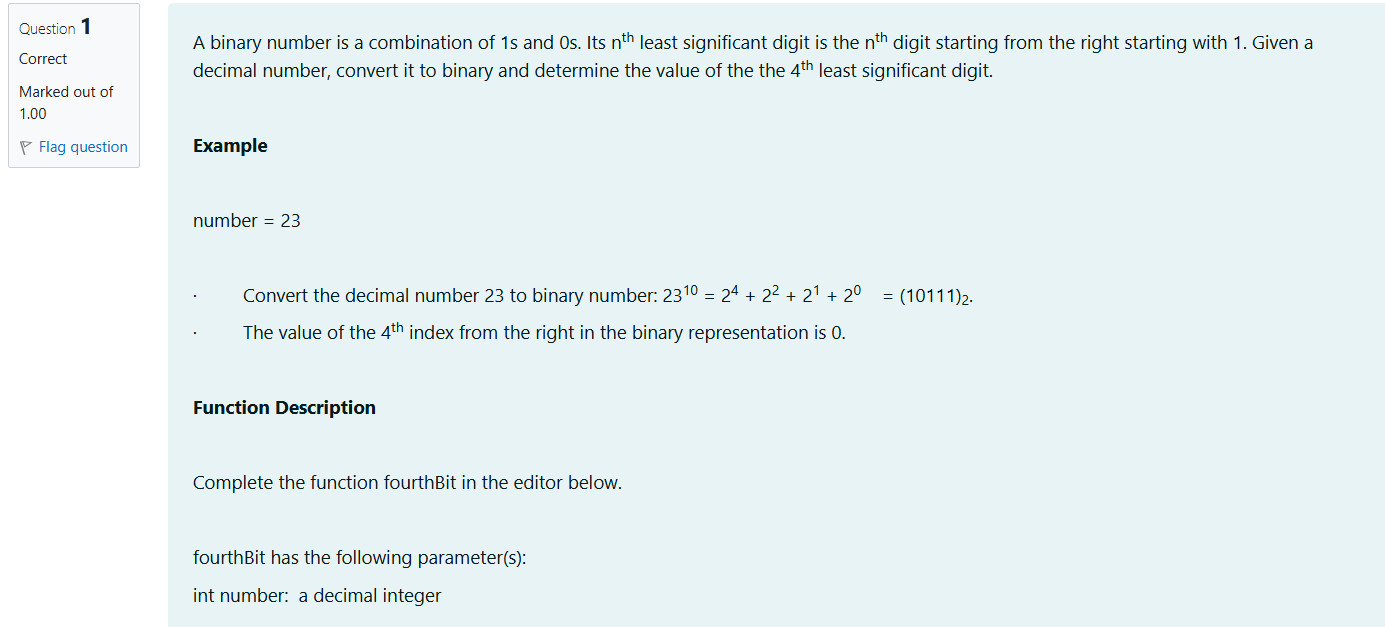 Question 1
Correct
Marked out of
1.00
Flag question
A binary number is a combination of 1s and 0s. Its nth least significant digit is the nth digit starting from the right starting with 1. Given a
decimal number, convert it to binary and determine the value of the the 4th least significant digit.
Example
number = 23
· Convert the decimal number 23 to binary number: 23¹⁰ = 2⁴ + 2² + 2¹ + 2⁰ = (10111)₂.
· The value of the 4th index from the right in the binary representation is 0.
Function Description
Complete the function fourthBit in the editor below.
fourthBit has the following parameter(s):
int number: a decimal integer